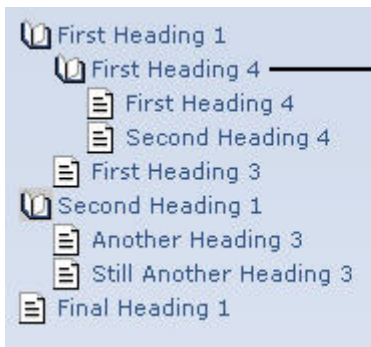 First Heading 1
First Heading 4
First Heading 4
Second Heading 4
First Heading 3
Second Heading 1
Another Heading 3
Still Another Heading 3
Final Heading 1